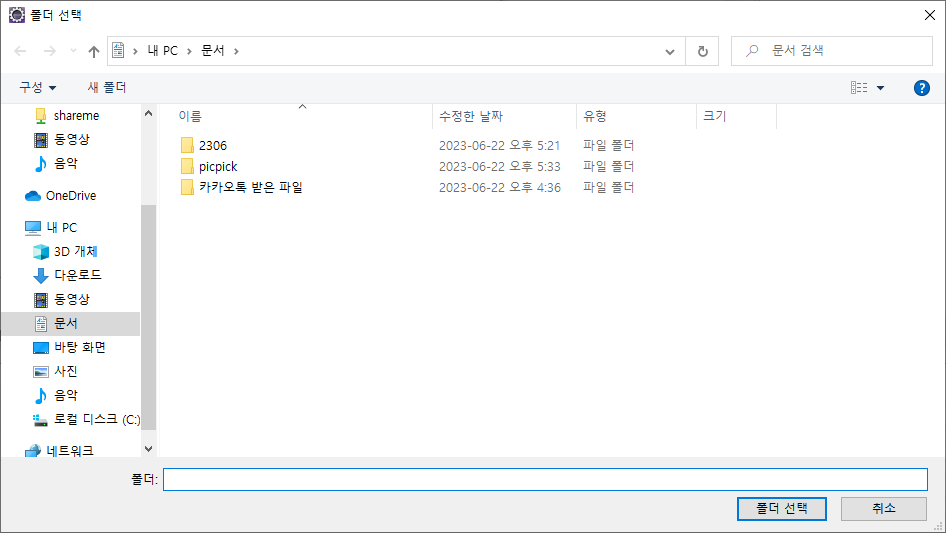 폴더 선택
내 PC
문서
문서 검색
구성
새 폴더
shareme
동영상
음악
OneDrive
내 PC
3D 개체
다운로드
동영상
문서
바탕 화면
사진
음악
로컬 디스크 (C:)
네트워크
이름 수정한 날짜 유형 크기
2306 2023-06-22 오후 5:21 파일 폴더
picpick 2023-06-22 오후 5:33 파일 폴더
카카오톡 받은 파일 2023-06-22 오후 4:36 파일 폴더
폴더:
폴더 선택 취소